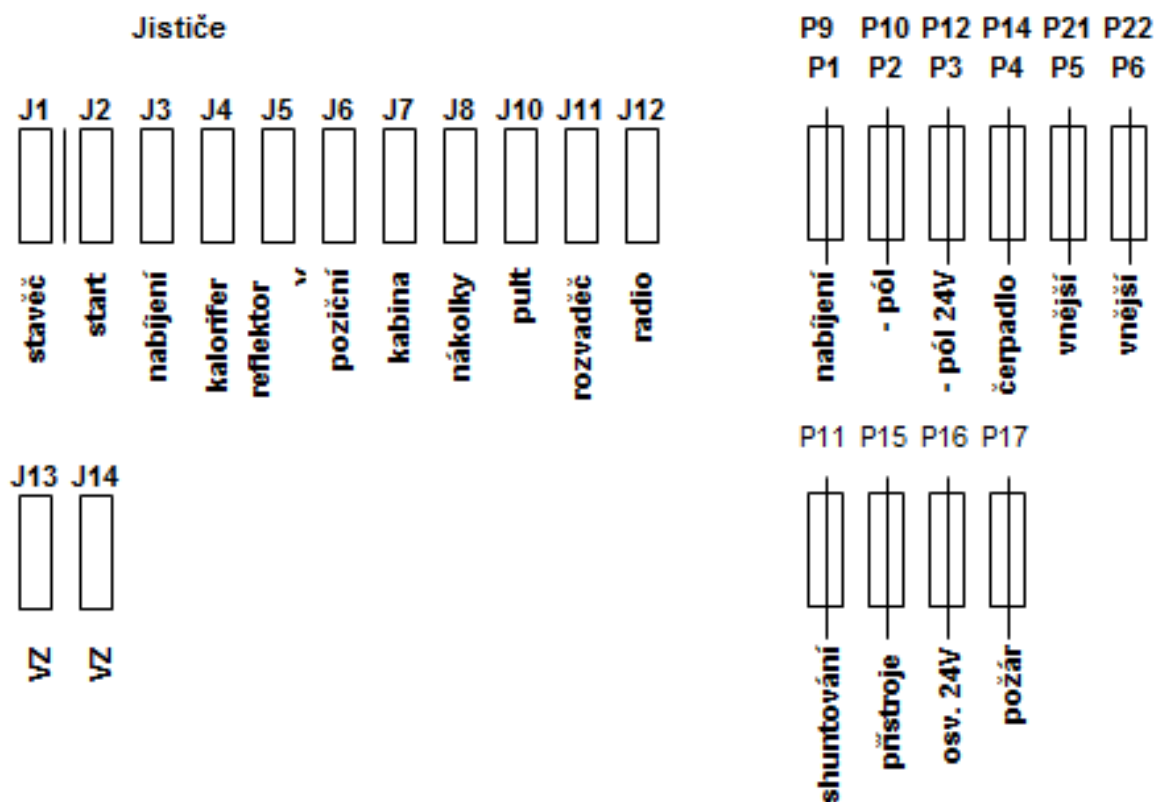 Jističe
P9 P10 P12 P14 P21 P22
P1 P2 P3 P4 P5 P6
J1 J2 J3 J4 J5 J6 J7 J8 J10 J11 J12
stavěč
start
nabíjení
kalorifer
reflektor
v
poziční
kabina
nákolky
pult
rozvaděč
radio
nabíjení
- pól
- pól 24V
čerpadlo
vnější
vnější
P11 P15 P16 P17
J13 J14
VZ
VZ
shuntování
přístroje
osv. 24V
požár